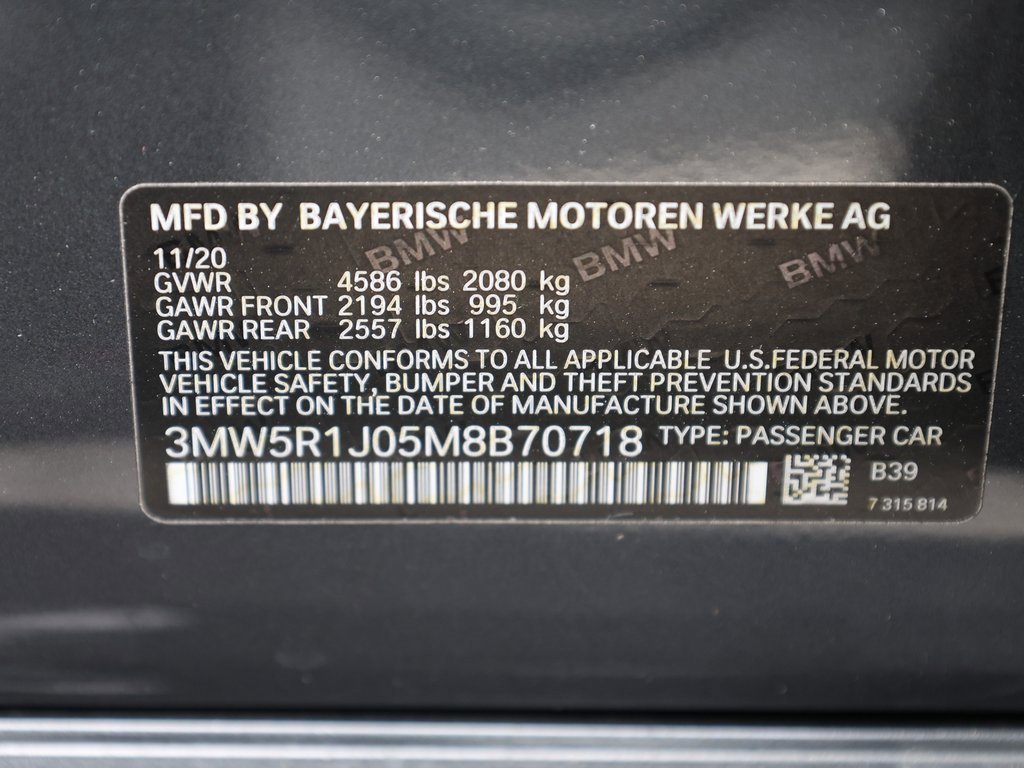 MFD BY BAYERISCHE MOTOREN WERKE AG
BMW BMW BMW
11/20
GVWR 4586 lbs 2080 kg
GAWR FRONT 2194 lbs 995 kg
GAWR REAR 2557 lbs 1160 kg
THIS VEHICLE CONFORMS TO ALL APPLICABLE U.S.FEDERAL MOTOR
VEHICLE SAFETY, BUMPER AND THEFT PREVENTION STANDARDS
IN EFFECT ON THE DATE OF MANUFACTURE SHOWN ABOVE.
3MW5R1J05M8B70718 TYPE: PASSENGER CAR
B39
7 315 814